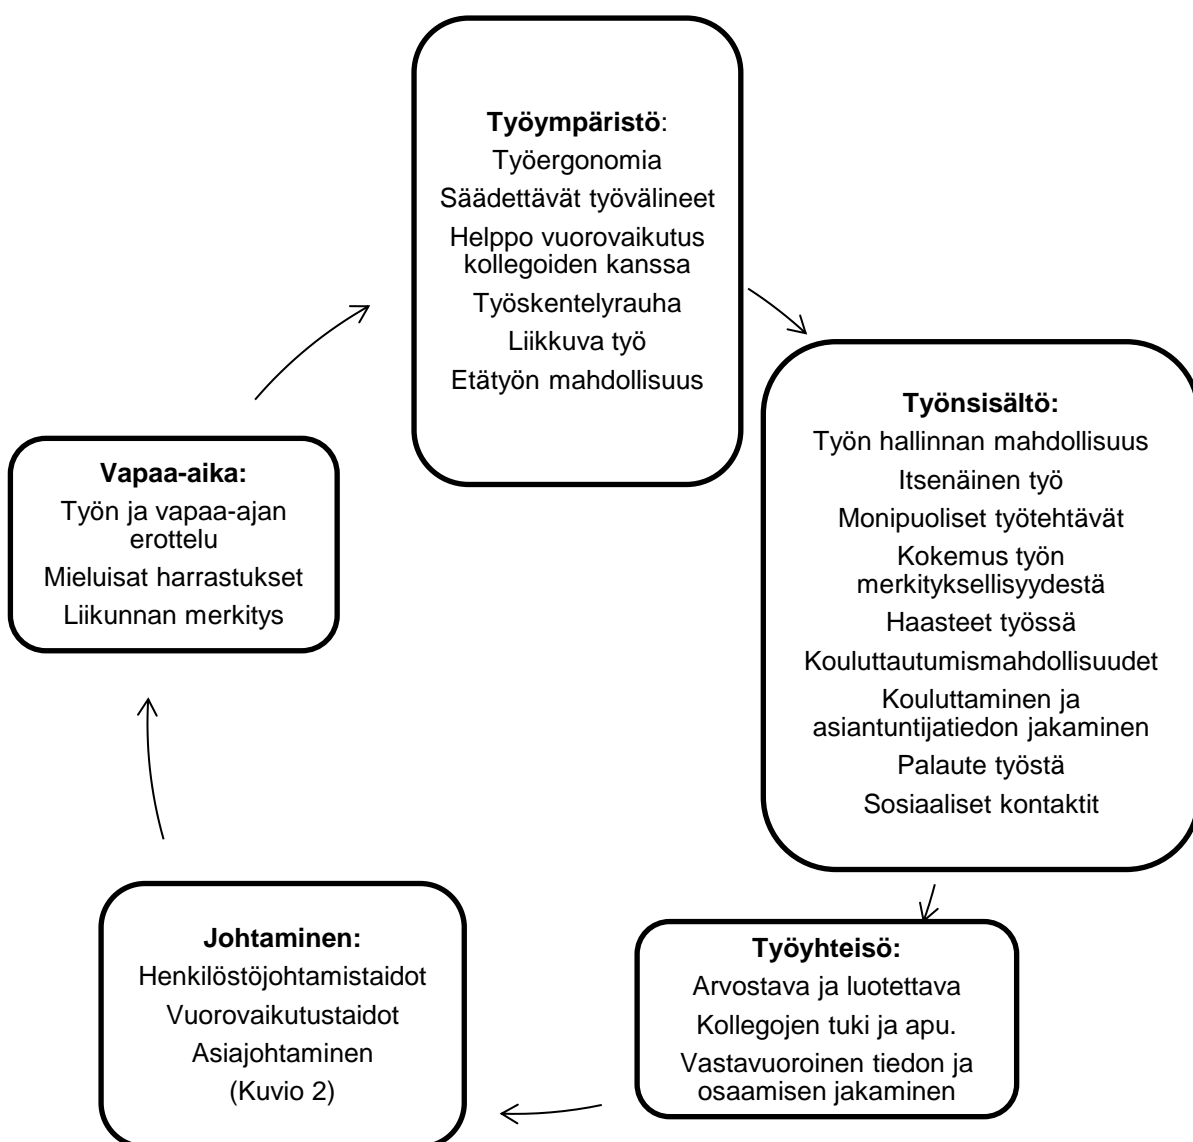 Työympäristö:
Työergonomia
Säädettävät työvälineet
Helppo vuorovaikutus
kollegoiden kanssa
Työskentelyrauha
Liikkuva työ
Etätyön mahdollisuus
Työnsisältö:
Työn hallinnan mahdollisuus
Itsenäinen työ
Monipuoliset työtehtävät
Kokemus työn
merkityksellisyydestä
Haasteet työssä
Kouluttautumismahdollisuudet
Kouluttaminen ja
asiantuntijatiedon jakaminen
Palaute työstä
Sosiaaliset kontaktit
Työyhteisö:
Arvostava ja luotettava
Kollegojen tuki ja apu.
Vastavuoroinen tiedon ja
osaamisen jakaminen
Johtaminen:
Henkilöstöjohtamistaidot
Vuorovaikutustaidot
Asiajohtaminen
(Kuvio 2)
Vapaa-aika:
Työn ja vapaa-ajan
erottelu
Mieluisat harrastukset
Liikunnan merkitys